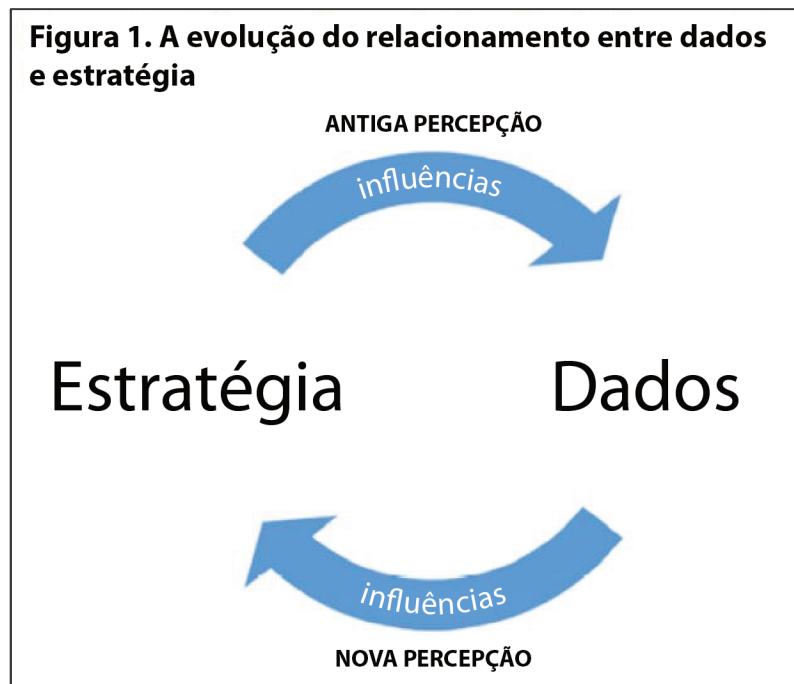 Figura 1. A evolução do relacionamento entre dados
e estratégia
ANTIGA PERCEPÇÃO
influências
Estratégia
Dados
influências
NOVA PERCEPÇÃO